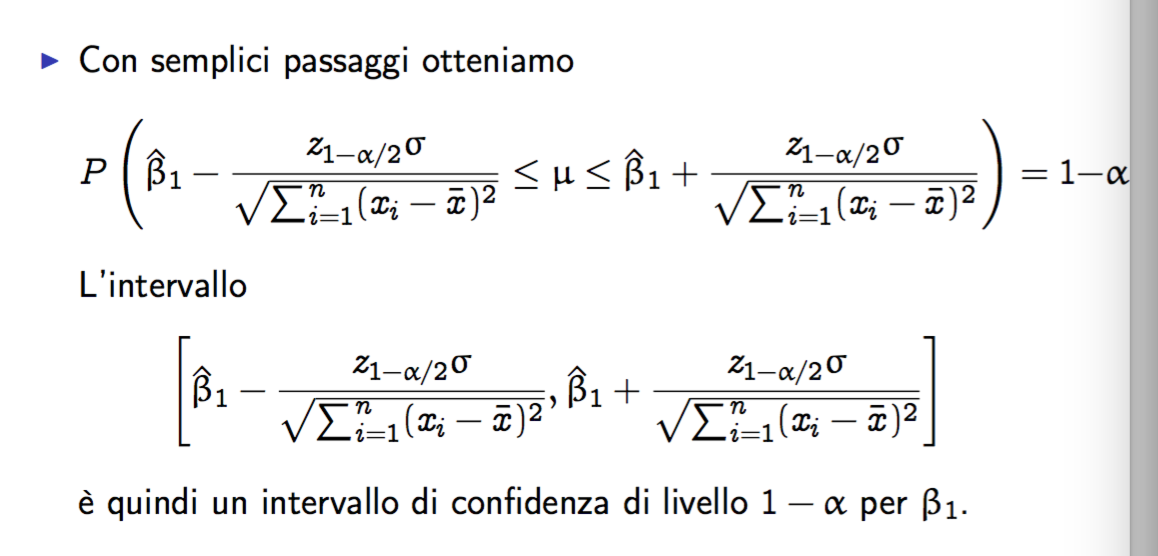 ▶ Con semplici passaggi otteniamo
$P\left(\hat{\beta}_1 - \frac{z_{1-\alpha/2}\sigma}{\sqrt{\sum_{i=1}^{n}(x_i - \bar{x})^2}} \leq \mu \leq \hat{\beta}_1 + \frac{z_{1-\alpha/2}\sigma}{\sqrt{\sum_{i=1}^{n}(x_i - \bar{x})^2}}\right) = 1-\alpha$
L'intervallo
$\left[\hat{\beta}_1 - \frac{z_{1-\alpha/2}\sigma}{\sqrt{\sum_{i=1}^{n}(x_i - \bar{x})^2}}, \hat{\beta}_1 + \frac{z_{1-\alpha/2}\sigma}{\sqrt{\sum_{i=1}^{n}(x_i - \bar{x})^2}}\right]$
è quindi un intervallo di confidenza di livello $1 - \alpha$ per $\beta_1$.